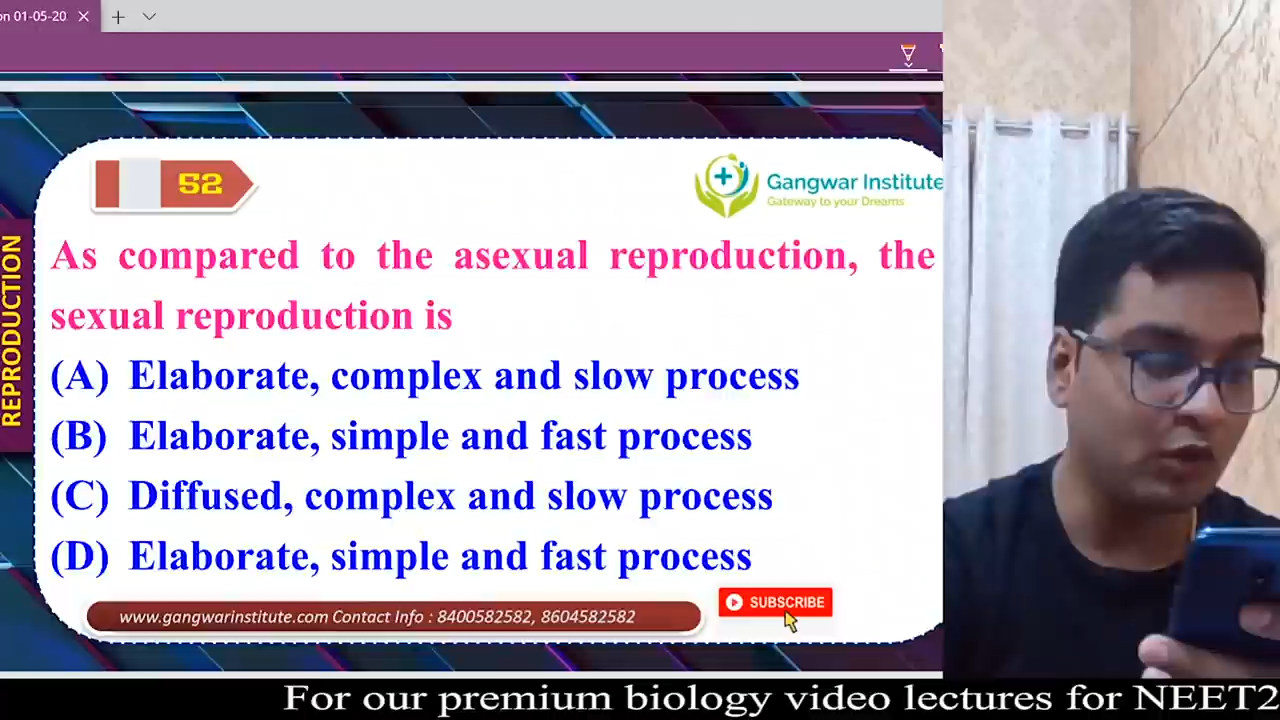 on 01-05-20
52
Gangwar Institute
Gateway to your Dreams
REPRODUCTION
As compared to the asexual reproduction, the
sexual reproduction is
(A) Elaborate, complex and slow process
(B) Elaborate, simple and fast process
(C) Diffused, complex and slow process
(D) Elaborate, simple and fast process
www.gangwarinstitute.com Contact Info : 8400582582, 8604582582
SUBSCRIBE
For our premium biology video lectures for NEET2